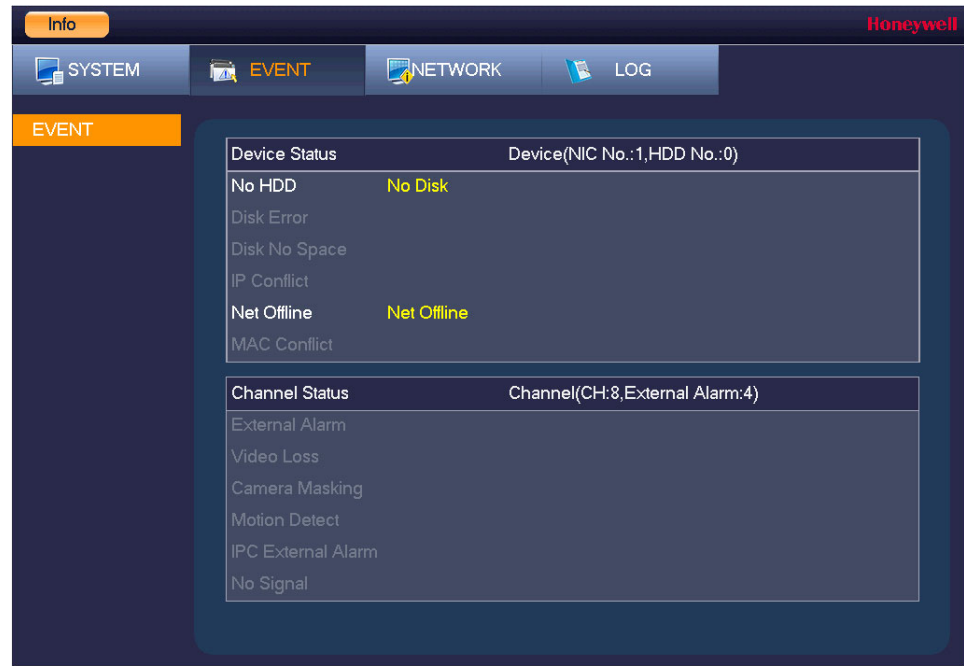 Info
Honeywell
SYSTEM EVENT NETWORK LOG
EVENT
Device Status Device(NIC No.:1,HDD No.:0)
No HDD No Disk
Disk Error
Disk No Space
IP Conflict
Net Offline Net Offline
MAC Conflict
Channel Status Channel(CH:8,External Alarm:4)
External Alarm
Video Loss
Camera Masking
Motion Detect
IPC External Alarm
No Signal